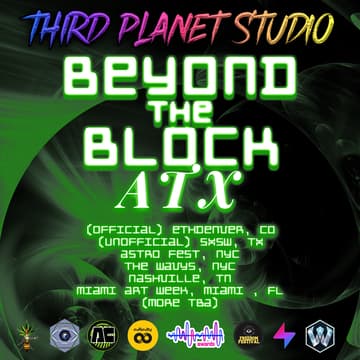 THIRD PLANET STUDIO
BEYOND
THE
BLOCK
ATX
(OFFICIAL) ETHDENVER, CO
(UNOFFICIAL) SXSW, TX
ASTRO FEST, NYC
THE WAVYS, NYC
NASHVILLE, TN
MIAMI ART WEEK, MIAMI , FL
(MORE TBA)
awards